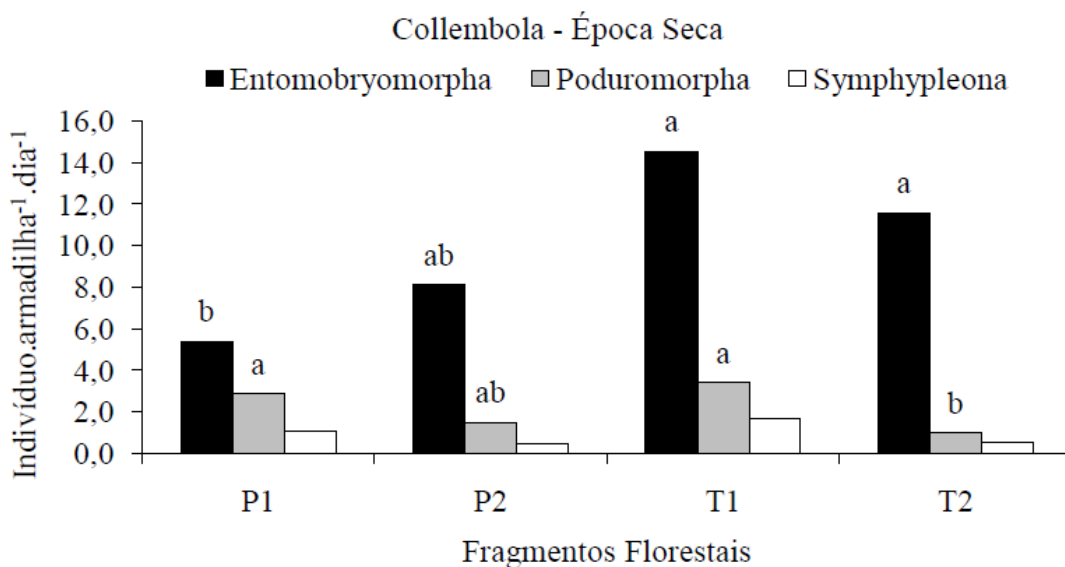 Collembola - Época Seca
Entomobryomorpha Poduromorpha Symphypleona
Indivíduo.armadilha⁻¹.dia⁻¹
16,0
14,0
12,0
10,0
8,0
6,0
4,0
2,0
0,0
b a ab ab a a a b
P1 P2 T1 T2
Fragmentos Florestais